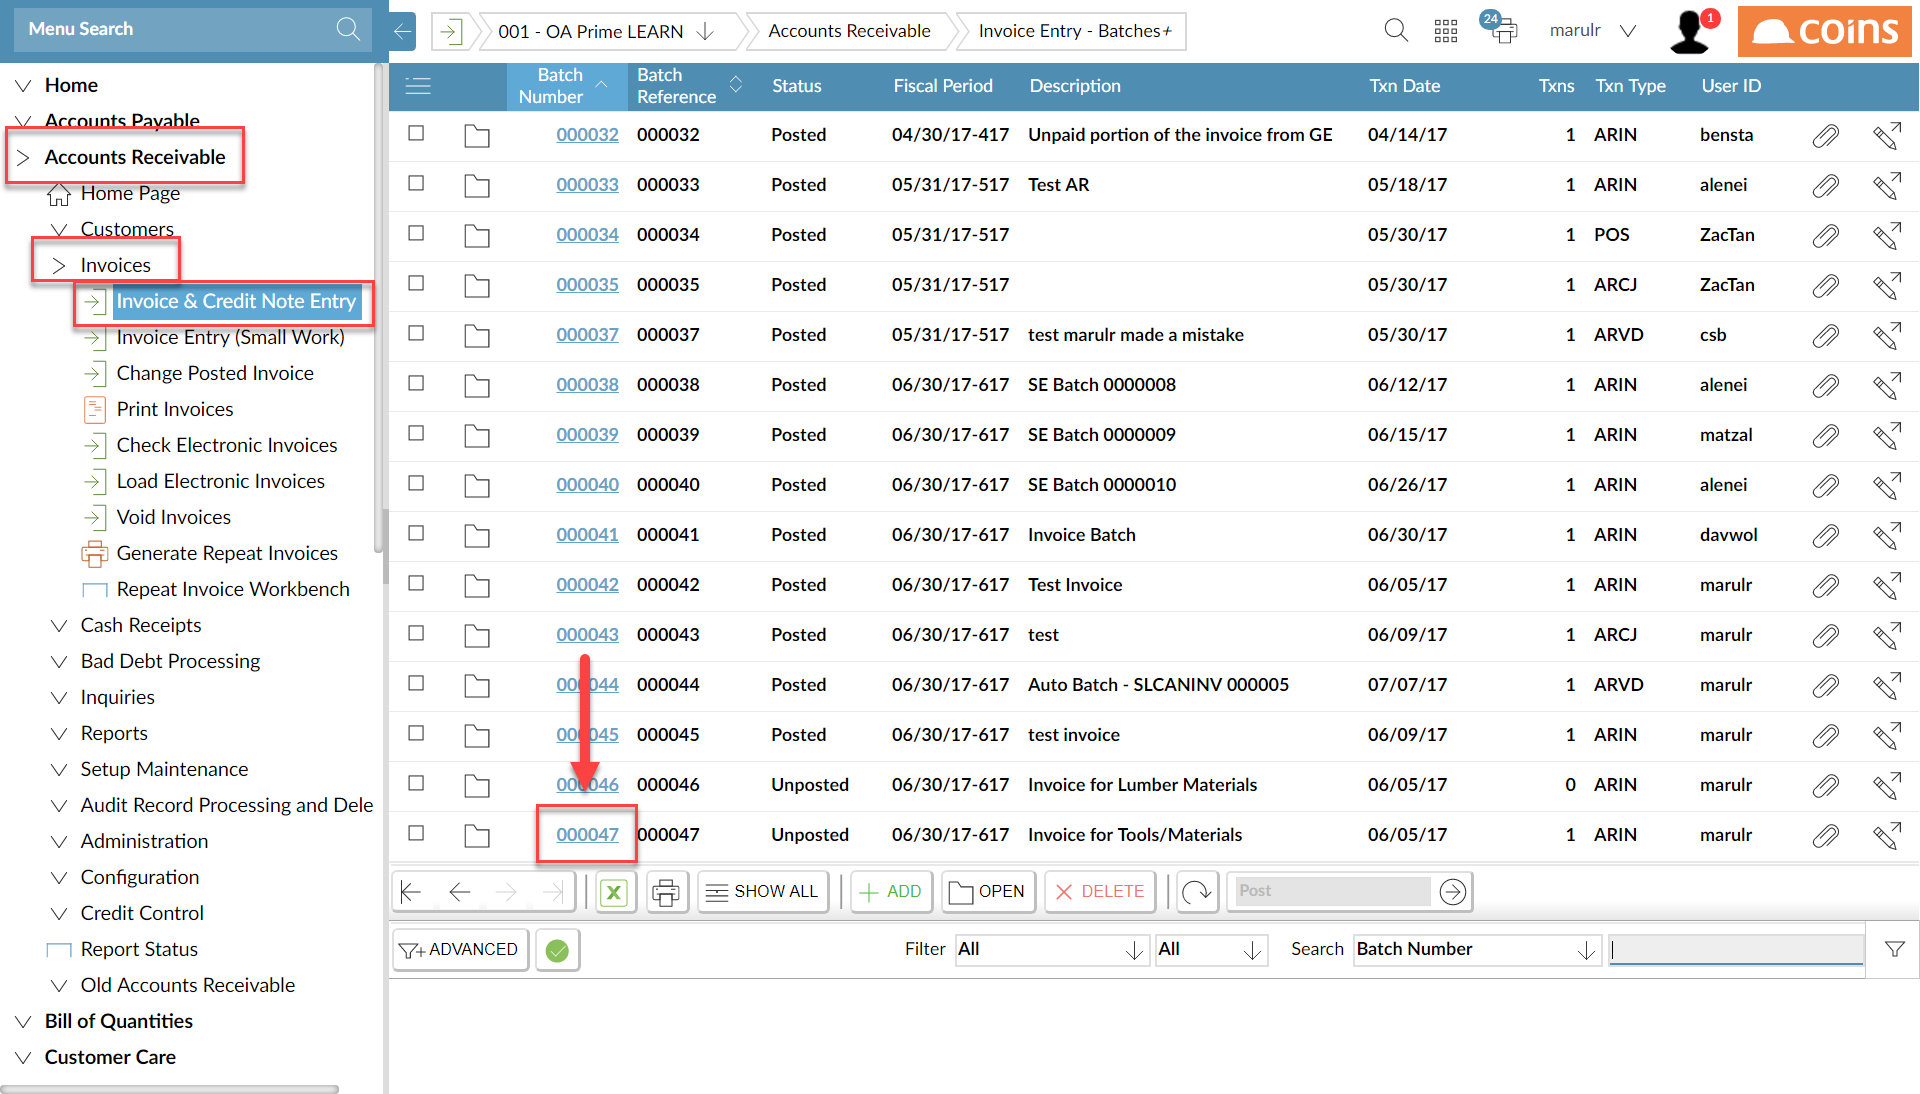 Menu Search
001 - OA Prime LEARN
Accounts Receivable
Invoice Entry - Batches+
24
marulr
1
coins
Home
Accounts Payable
Accounts Receivable
Home Page
Customers
Invoices
Invoice & Credit Note Entry
Invoice Entry (Small Work)
Change Posted Invoice
Print Invoices
Check Electronic Invoices
Load Electronic Invoices
Void Invoices
Generate Repeat Invoices
Repeat Invoice Workbench
Cash Receipts
Bad Debt Processing
Inquiries
Reports
Setup Maintenance
Audit Record Processing and Dele
Administration
Configuration
Credit Control
Report Status
Old Accounts Receivable
Bill of Quantities
Customer Care
Batch Number Batch Reference Status Fiscal Period Description Txn Date Txns Txn Type User ID
000032 000032 Posted 04/30/17-417 Unpaid portion of the invoice from GE 04/14/17 1 ARIN bensta
000033 000033 Posted 05/31/17-517 Test AR 05/18/17 1 ARIN alenei
000034 000034 Posted 05/31/17-517 05/30/17 1 POS ZacTan
000035 000035 Posted 05/31/17-517 05/30/17 1 ARCJ ZacTan
000037 000037 Posted 05/31/17-517 test marulr made a mistake 05/30/17 1 ARVD csb
000038 000038 Posted 06/30/17-617 SE Batch 0000008 06/12/17 1 ARIN alenei
000039 000039 Posted 06/30/17-617 SE Batch 0000009 06/15/17 1 ARIN matzal
000040 000040 Posted 06/30/17-617 SE Batch 0000010 06/26/17 1 ARIN alenei
000041 000041 Posted 06/30/17-617 Invoice Batch 06/30/17 1 ARIN davwol
000042 000042 Posted 06/30/17-617 Test Invoice 06/05/17 1 ARIN marulr
000043 000043 Posted 06/30/17-617 test 06/09/17 1 ARCJ marulr
000044 000044 Posted 06/30/17-617 Auto Batch - SLCANINV 000005 07/07/17 1 ARVD marulr
000045 000045 Posted 06/30/17-617 test invoice 06/09/17 1 ARIN marulr
000046 000046 Unposted 06/30/17-617 Invoice for Lumber Materials 06/05/17 0 ARIN marulr
000047 000047 Unposted 06/30/17-617 Invoice for Tools/Materials 06/05/17 1 ARIN marulr
SHOW ALL ADD OPEN DELETE Post
ADVANCED Filter All All Search Batch Number